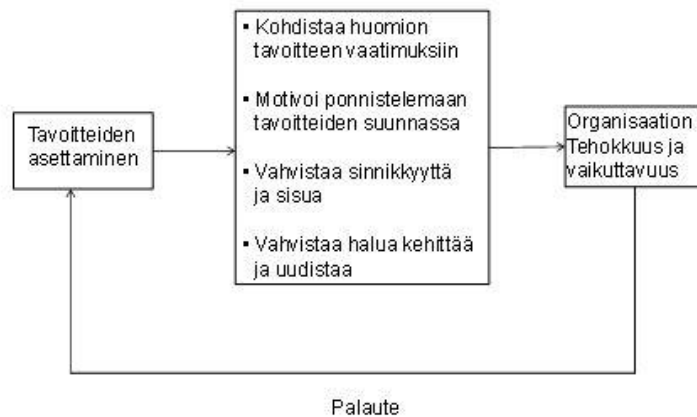 Tavoitteiden
asettaminen
▪ Kohdistaa huomion
tavoitteen vaatimuksiin
▪ Motivoi ponnistelemaan
tavoitteiden suunnassa
▪ Vahvistaa sinnikkyyttä
ja sisua
▪ Vahvistaa halua kehittää
ja uudistaa
Organisaation
Tehokkuus ja
vaikuttavuus
Palaute